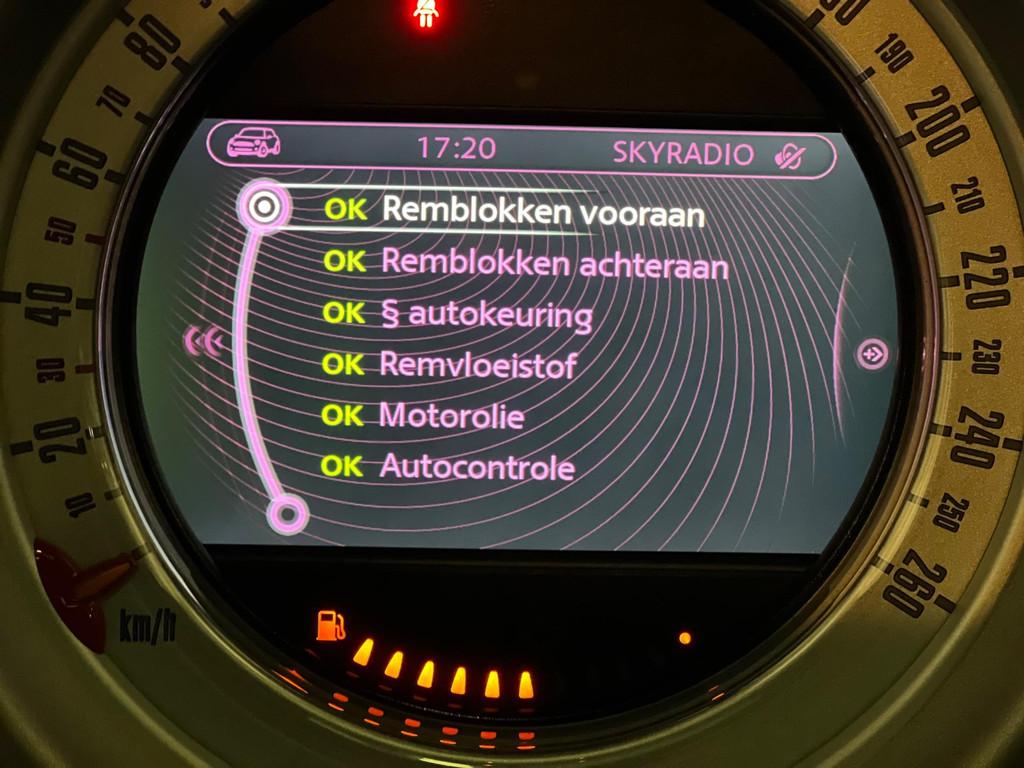 17:20 SKYRADIO
OK Remblokken vooraan
OK Remblokken achteraan
OK § autokeuring
OK Remvloeistof
OK Motorolie
OK Autocontrole
80
70
60
50
40
30
20
10
km/h
190
200
210
220
230
240
250
260